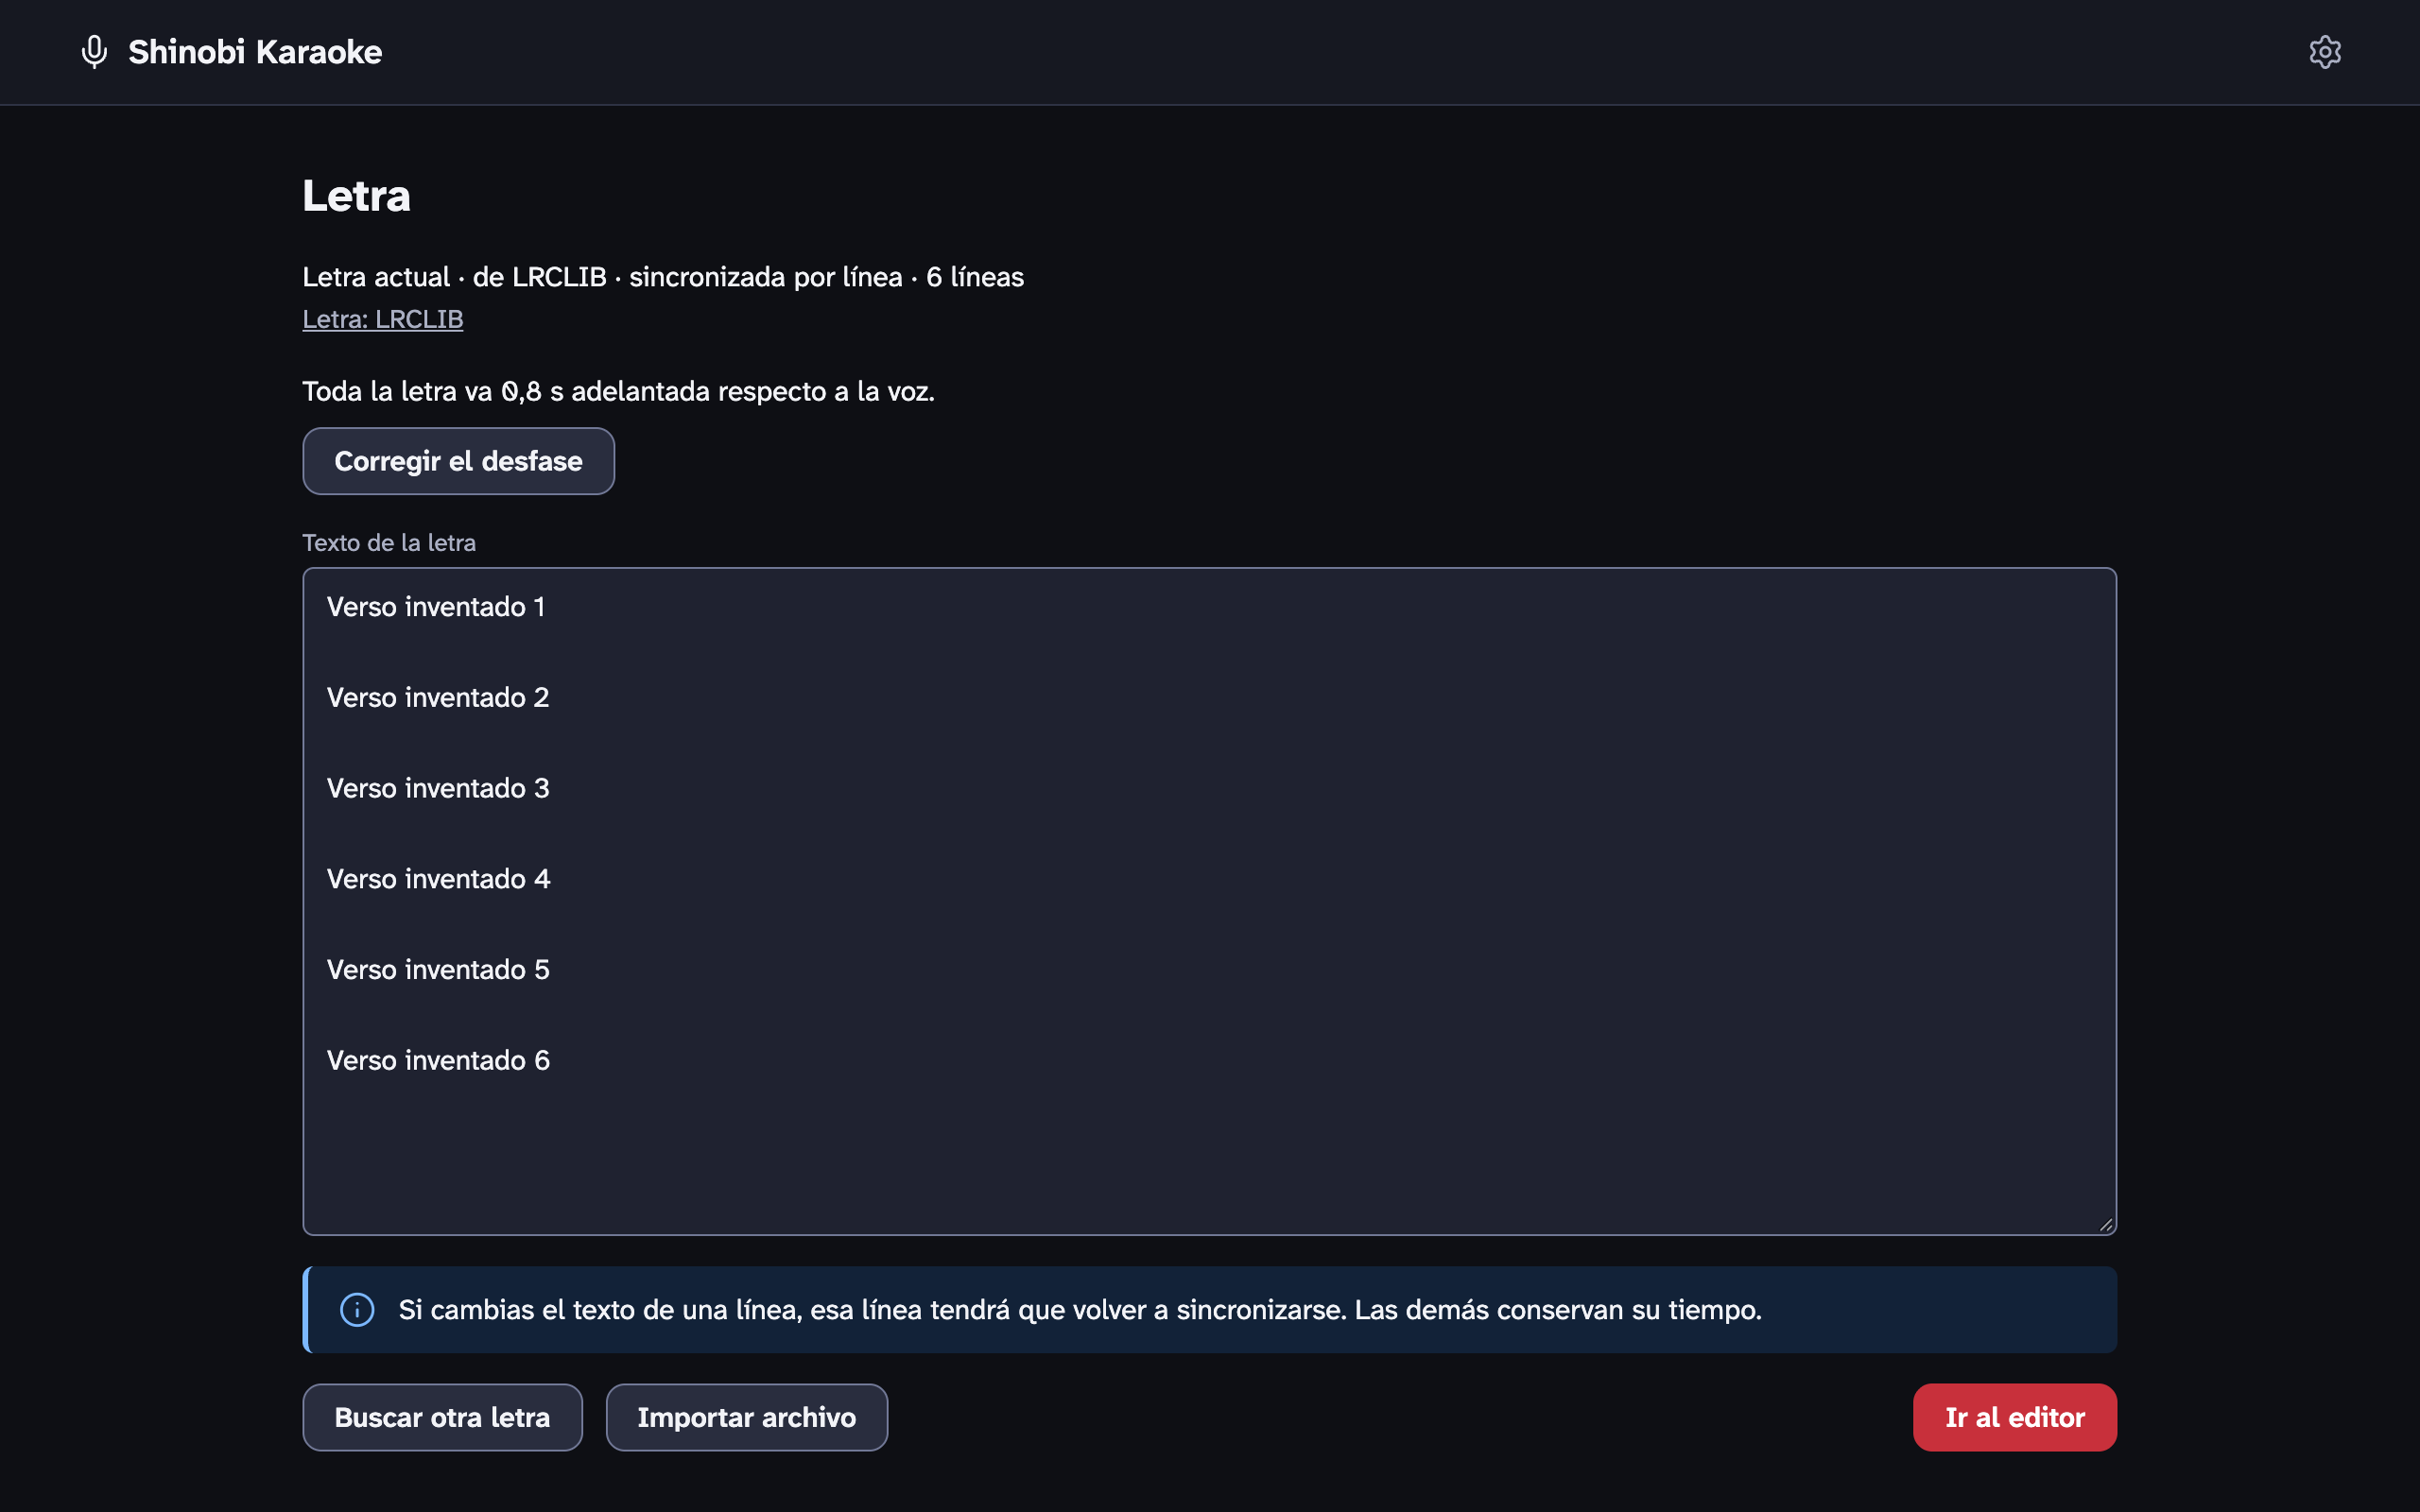 Shinobi Karaoke
Letra
Letra actual · de LRCLIB · sincronizada por línea · 6 líneas
Letra: LRCLIB
Toda la letra va 0,8 s adelantada respecto a la voz.
Corregir el desfase
Texto de la letra
Verso inventado 1
Verso inventado 2
Verso inventado 3
Verso inventado 4
Verso inventado 5
Verso inventado 6
Si cambias el texto de una línea, esa línea tendrá que volver a sincronizarse. Las demás conservan su tiempo.
Buscar otra letra
Importar archivo
Ir al editor